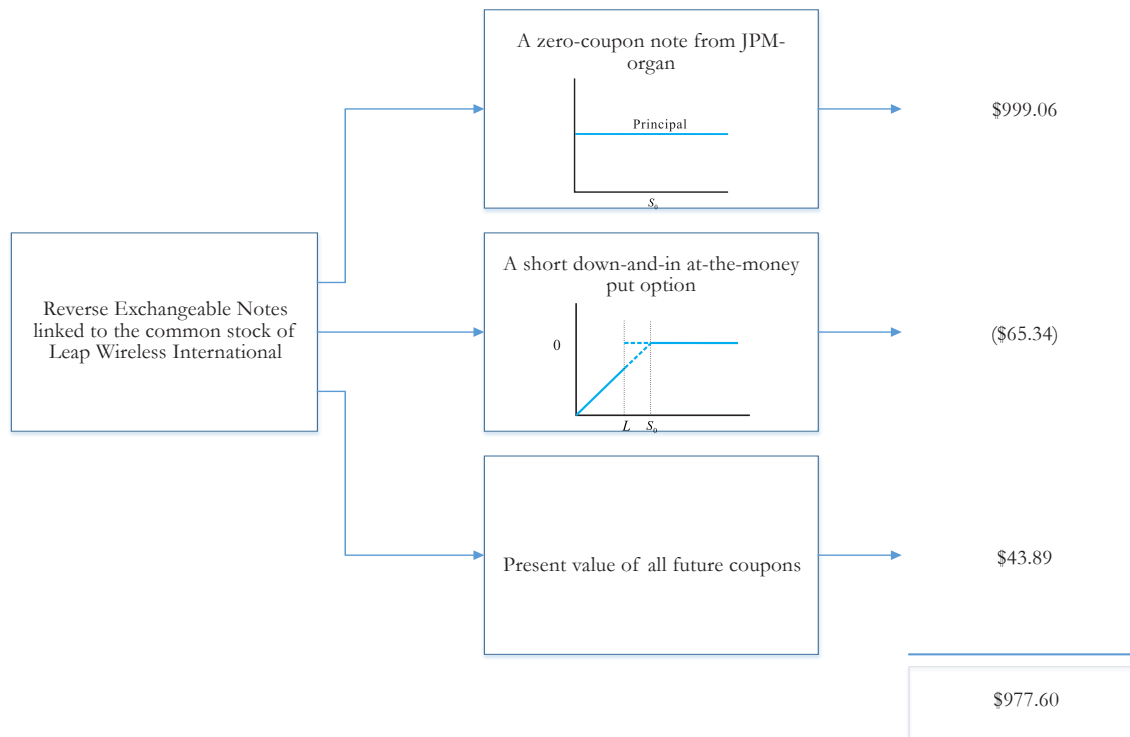 Reverse Exchangeable Notes
linked to the common stock of
Leap Wireless International
A zero-coupon note from JPM-
organ
Principal
S₀
$999.06
A short down-and-in at-the-money
put option
0
L S₀
($65.34)
Present value of all future coupons
$43.89
$977.60